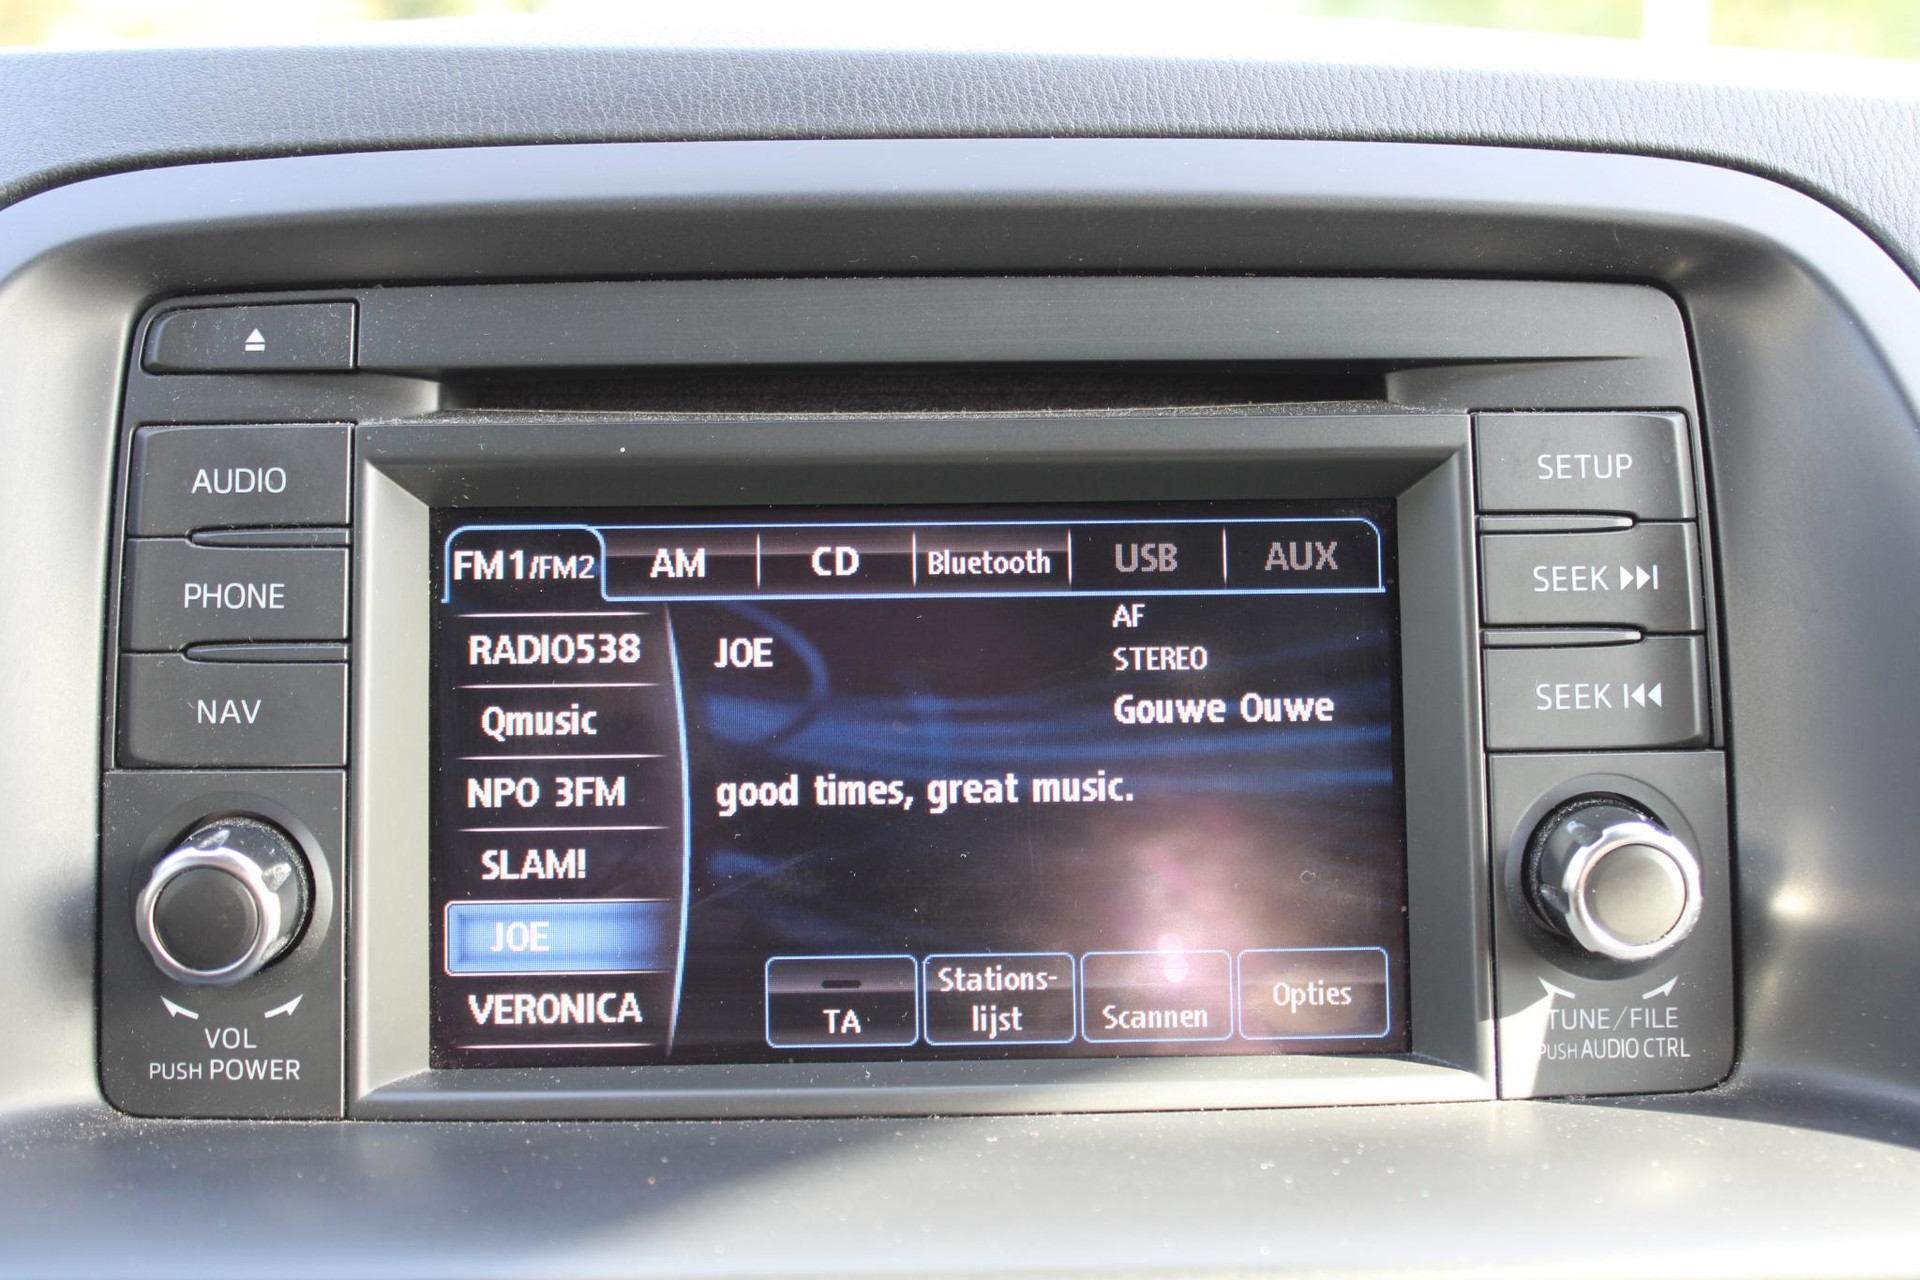 AUDIO
PHONE
NAV
VOL
PUSH POWER
FM1/FM2 AM CD Bluetooth USB AUX
RADIO538
Qmusic
NPO 3FM
SLAM!
JOE
VERONICA
JOE
AF
STEREO
Gouwe Ouwe
good times, great music.
TA
Stations-
lijst
Scannen
Opties
SETUP
SEEK
SEEK
TUNE/FILE
PUSH AUDIO CTRL